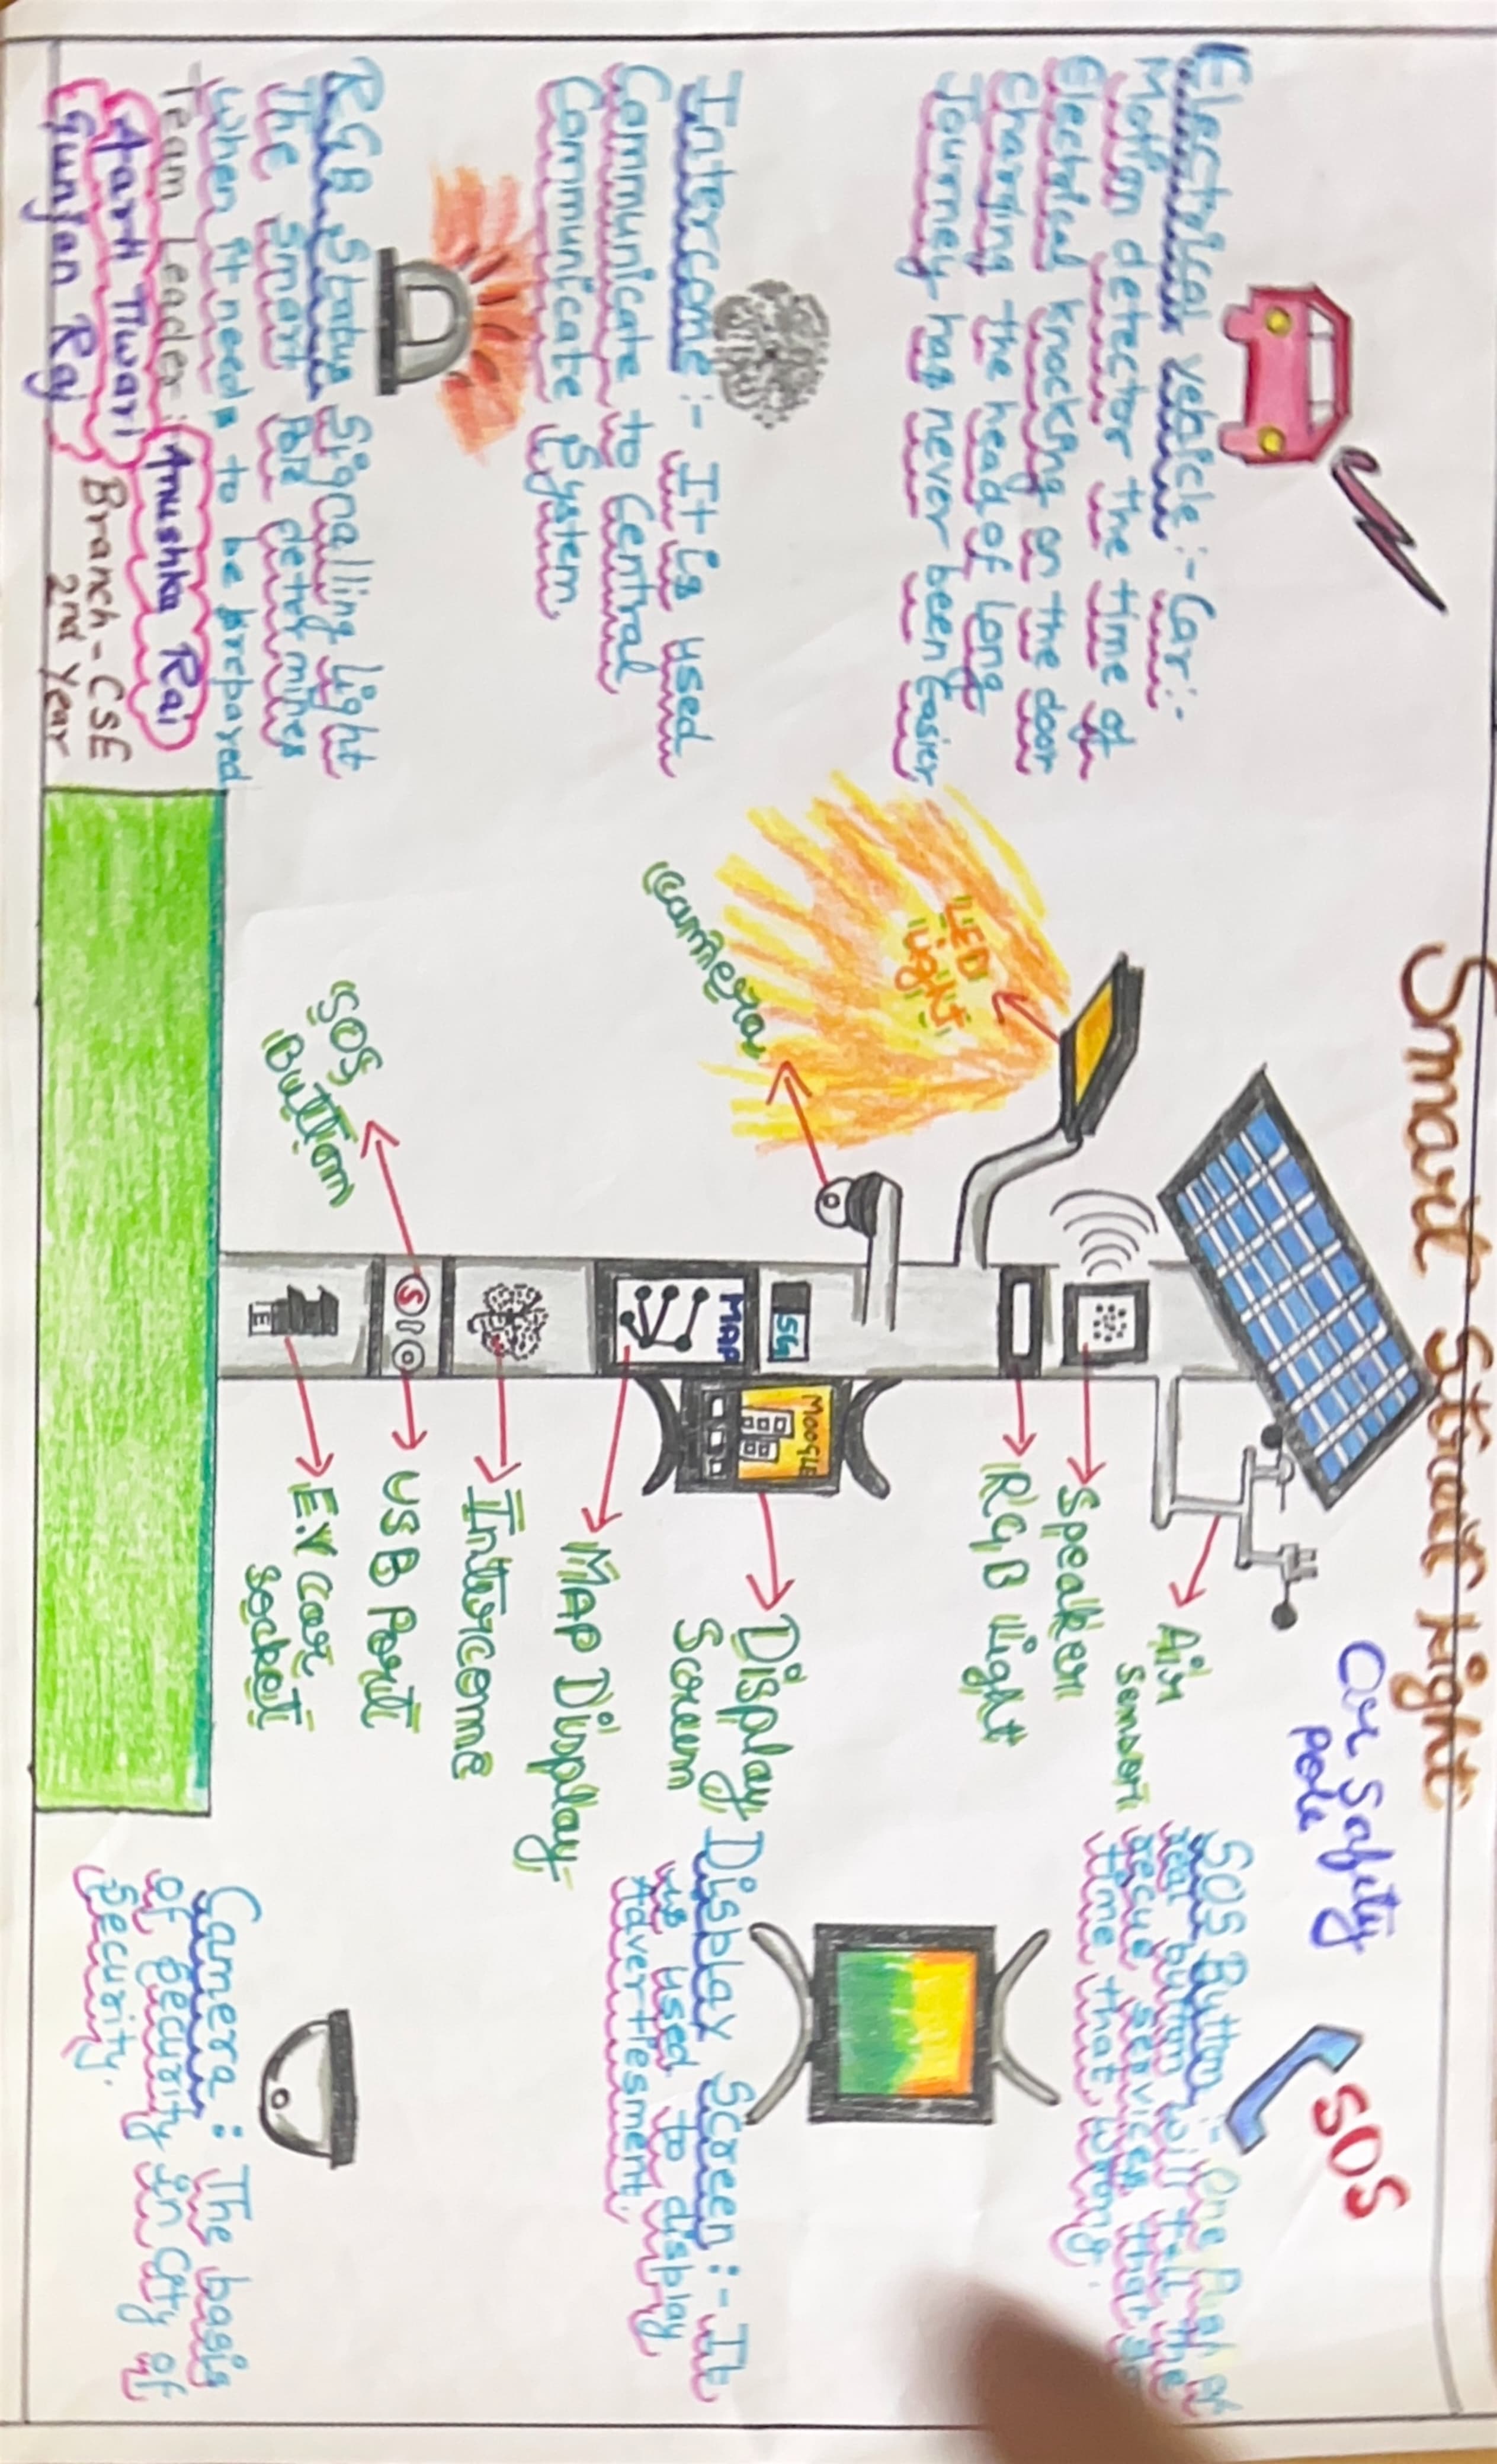 Smart Street Light
Or Safety
Pole
Electrical vehicle :- Car:-
Motion detector the time of
Electrical knocking on the door
Charging the head of long
Journey has never been Easier
Intercome :- It is used
Communicate to Central
Communicate System
RGB Status Signalling Light
The Smart Pole determines
when it needs to be prepared
Team Leader: Anushka Rai
Aarti Tiwari
Gunjan Raj
Branch - CSE
2nd Year
LED
Light
Camera
SOS
Button
5G
MAP
MOOGLE
S
E
Air
Sensor
Speaker
RGB Light
Display
Screen
MAP Display
Intercome
USB Port
E.V Car
Socket
SOS
SOS Button :- One Push of
button will tell the
services that
time that wrong.
Display Screen :- It
is used to display
Advertiesment.
Camera : The basis
of security in city of
Security.